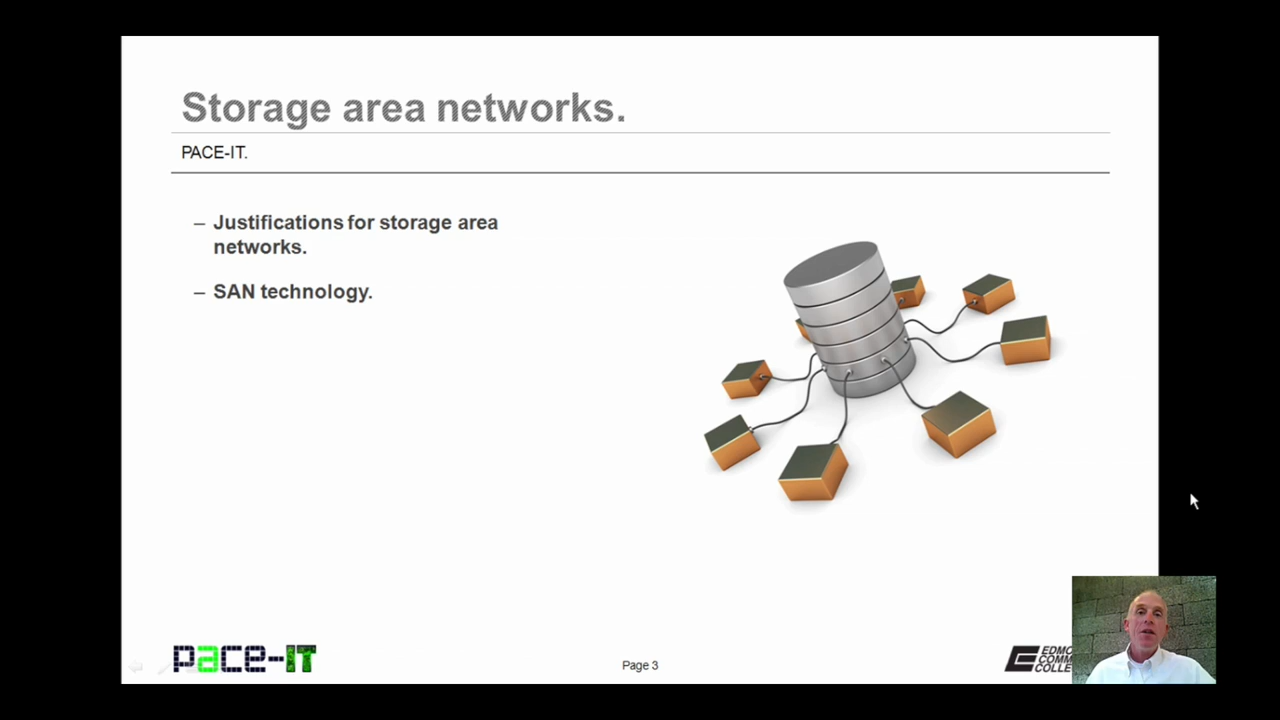 Storage area networks.
PACE-IT.
– Justifications for storage area
networks.
– SAN technology.
pace-IT
Page 3